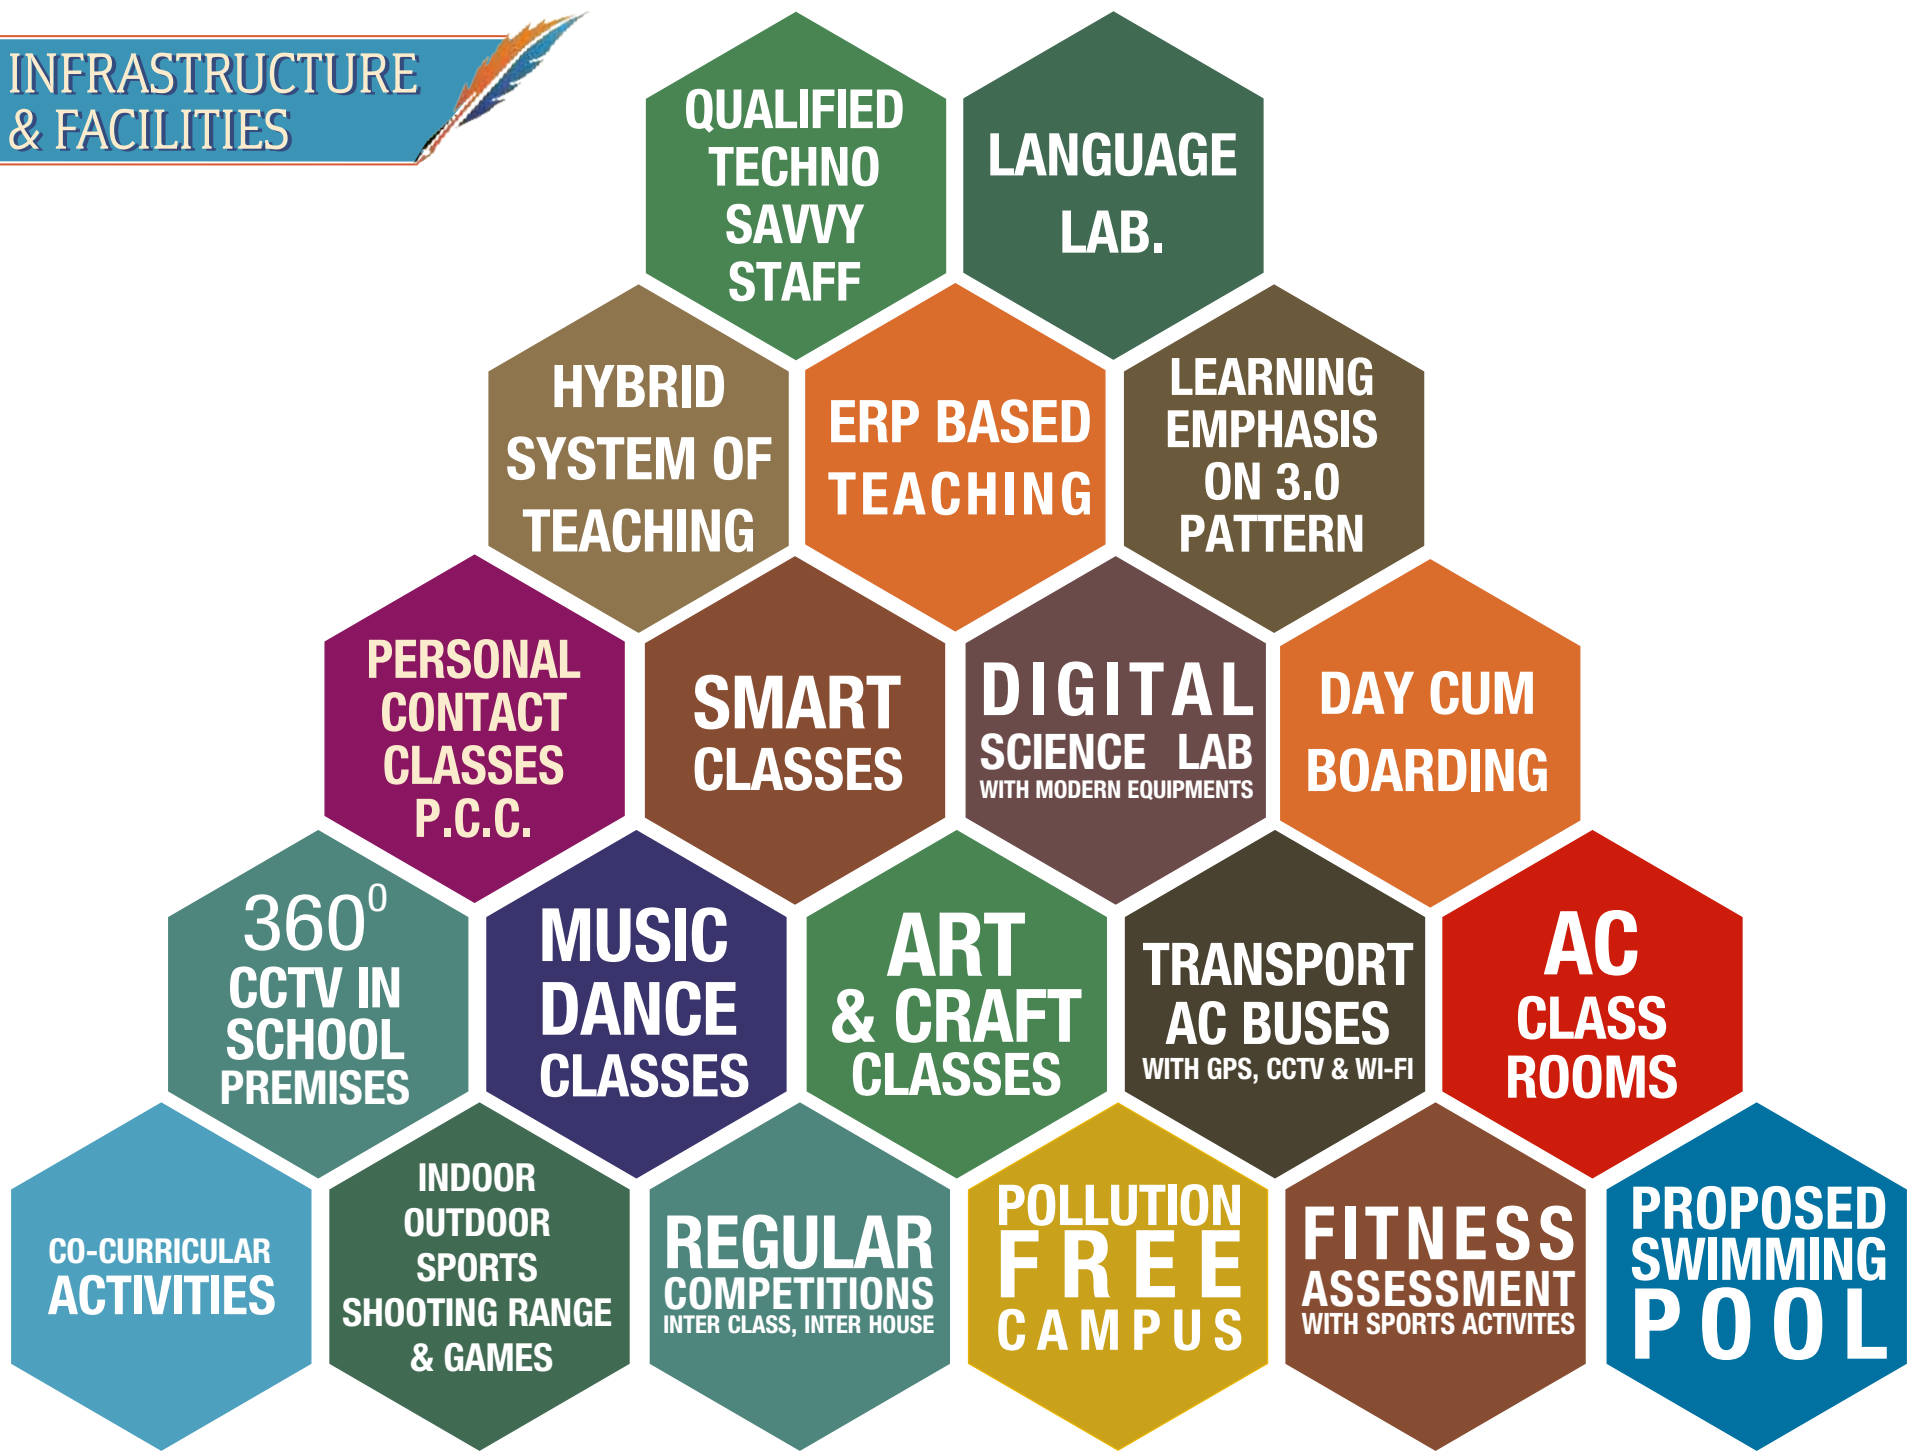 INFRASTRUCTURE
& FACILITIES
QUALIFIED
TECHNO
SAVVY
STAFF
LANGUAGE
LAB.
HYBRID
SYSTEM OF
TEACHING
ERP BASED
TEACHING
LEARNING
EMPHASIS
ON 3.0
PATTERN
PERSONAL
CONTACT
CLASSES
P.C.C.
SMART
CLASSES
DIGITAL
SCIENCE LAB
WITH MODERN EQUIPMENTS
DAY CUM
BOARDING
360⁰
CCTV IN
SCHOOL
PREMISES
MUSIC
DANCE
CLASSES
ART
& CRAFT
CLASSES
TRANSPORT
AC BUSES
WITH GPS, CCTV & WI-FI
AC
CLASS
ROOMS
CO-CURRICULAR
ACTIVITIES
INDOOR
OUTDOOR
SPORTS
SHOOTING RANGE
& GAMES
REGULAR
COMPETITIONS
INTER CLASS, INTER HOUSE
POLLUTION
FREE
CAMPUS
FITNESS
ASSESSMENT
WITH SPORTS ACTIVITES
PROPOSED
SWIMMING
POOL